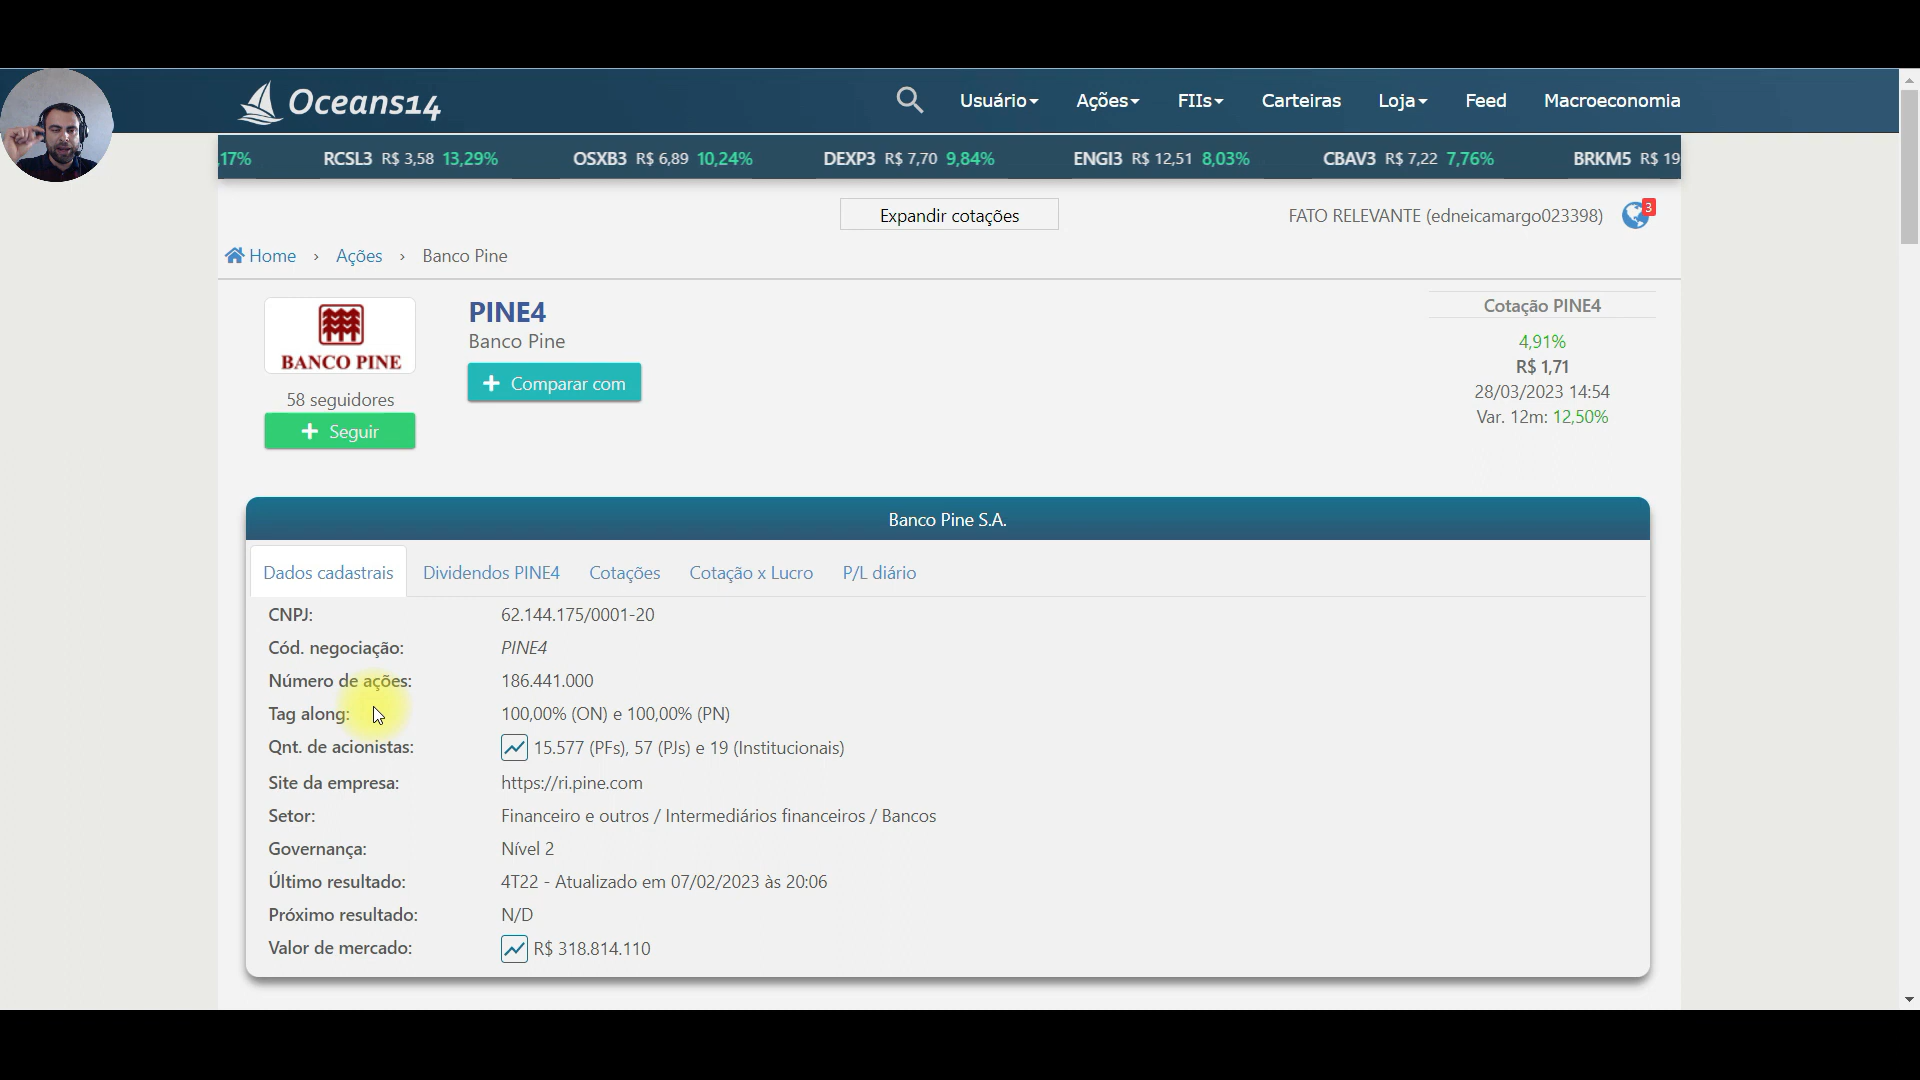 Oceans14
Usuário
Ações
FIIs
Carteiras
Loja
Feed
Macroeconomia
,17% RCSL3 R$ 3,58 13,29% OSXB3 R$ 6,89 10,24% DEXP3 R$ 7,70 9,84% ENGI3 R$ 12,51 8,03% CBAV3 R$ 7,22 7,76% BRKM5 R$ 19
Expandir cotações
FATO RELEVANTE (edneicamargo023398)
3
Home › Ações › Banco Pine
BANCO PINE
58 seguidores
+ Seguir
PINE4
Banco Pine
+ Comparar com
Cotação PINE4
4,91%
R$ 1,71
28/03/2023 14:54
Var. 12m: 12,50%
Banco Pine S.A.
Dados cadastrais Dividendos PINE4 Cotações Cotação x Lucro P/L diário
CNPJ: 62.144.175/0001-20
Cód. negociação: PINE4
Número de ações: 186.441.000
Tag along: 100,00% (ON) e 100,00% (PN)
Qnt. de acionistas: 15.577 (PFs), 57 (PJs) e 19 (Institucionais)
Site da empresa: https://ri.pine.com
Setor: Financeiro e outros / Intermediários financeiros / Bancos
Governança: Nível 2
Último resultado: 4T22 - Atualizado em 07/02/2023 às 20:06
Próximo resultado: N/D
Valor de mercado: R$ 318.814.110